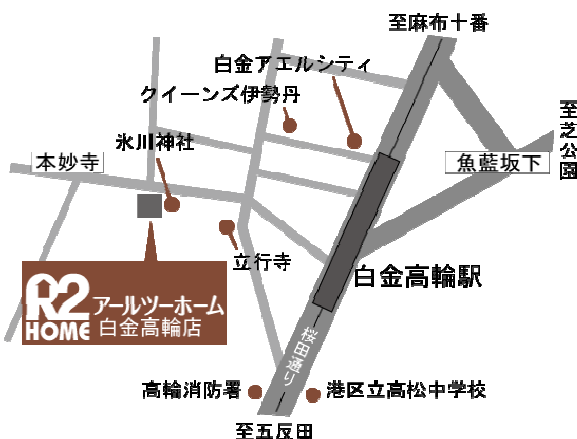 至麻布十番
白金アエルシティ
クイーンズ伊勢丹
至芝公園
氷川神社
本妙寺
魚藍坂下
立行寺
白金高輪駅
R2
HOME
アールツーホーム
白金高輪店
桜田通り
高輪消防署
港区立高松中学校
至五反田